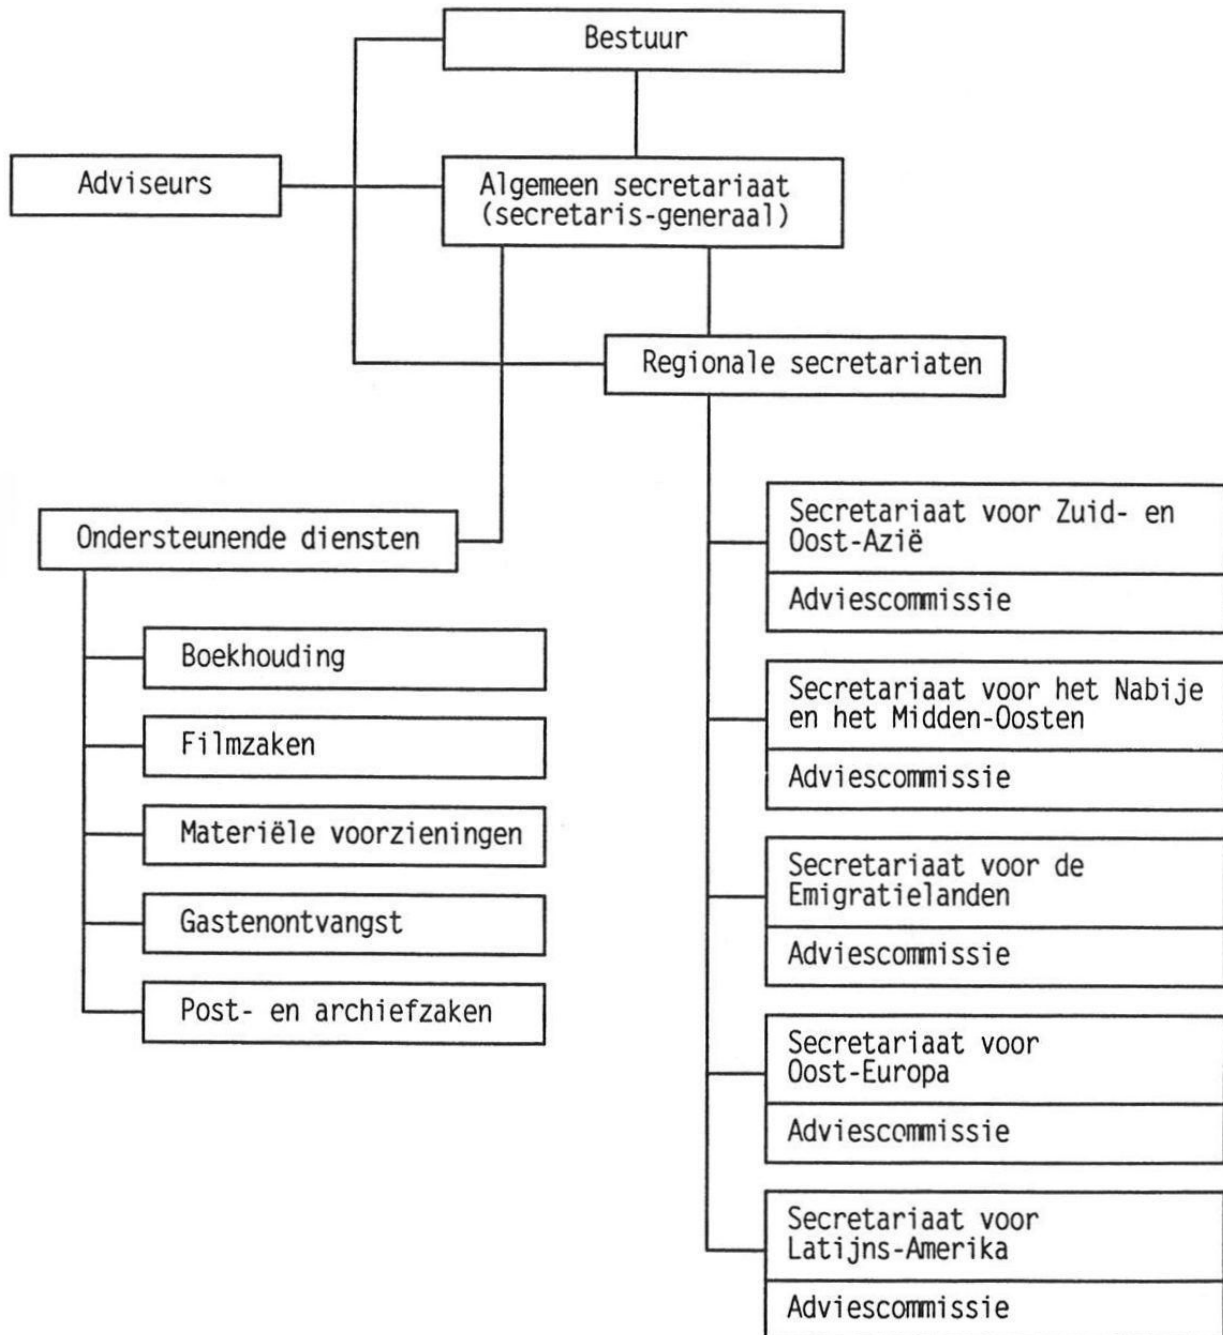 Bestuur
Adviseurs
Algemeen secretariaat
(secretaris-generaal)
Regionale secretariaten
Ondersteunende diensten
Boekhouding
Filmzaken
Materiële voorzieningen
Gastenontvangst
Post- en archiefzaken
Secretariaat voor Zuid- en
Oost-Azië
Adviescommissie
Secretariaat voor het Nabije
en het Midden-Oosten
Adviescommissie
Secretariaat voor de
Emigratielanden
Adviescommissie
Secretariaat voor
Oost-Europa
Adviescommissie
Secretariaat voor
Latijns-Amerika
Adviescommissie